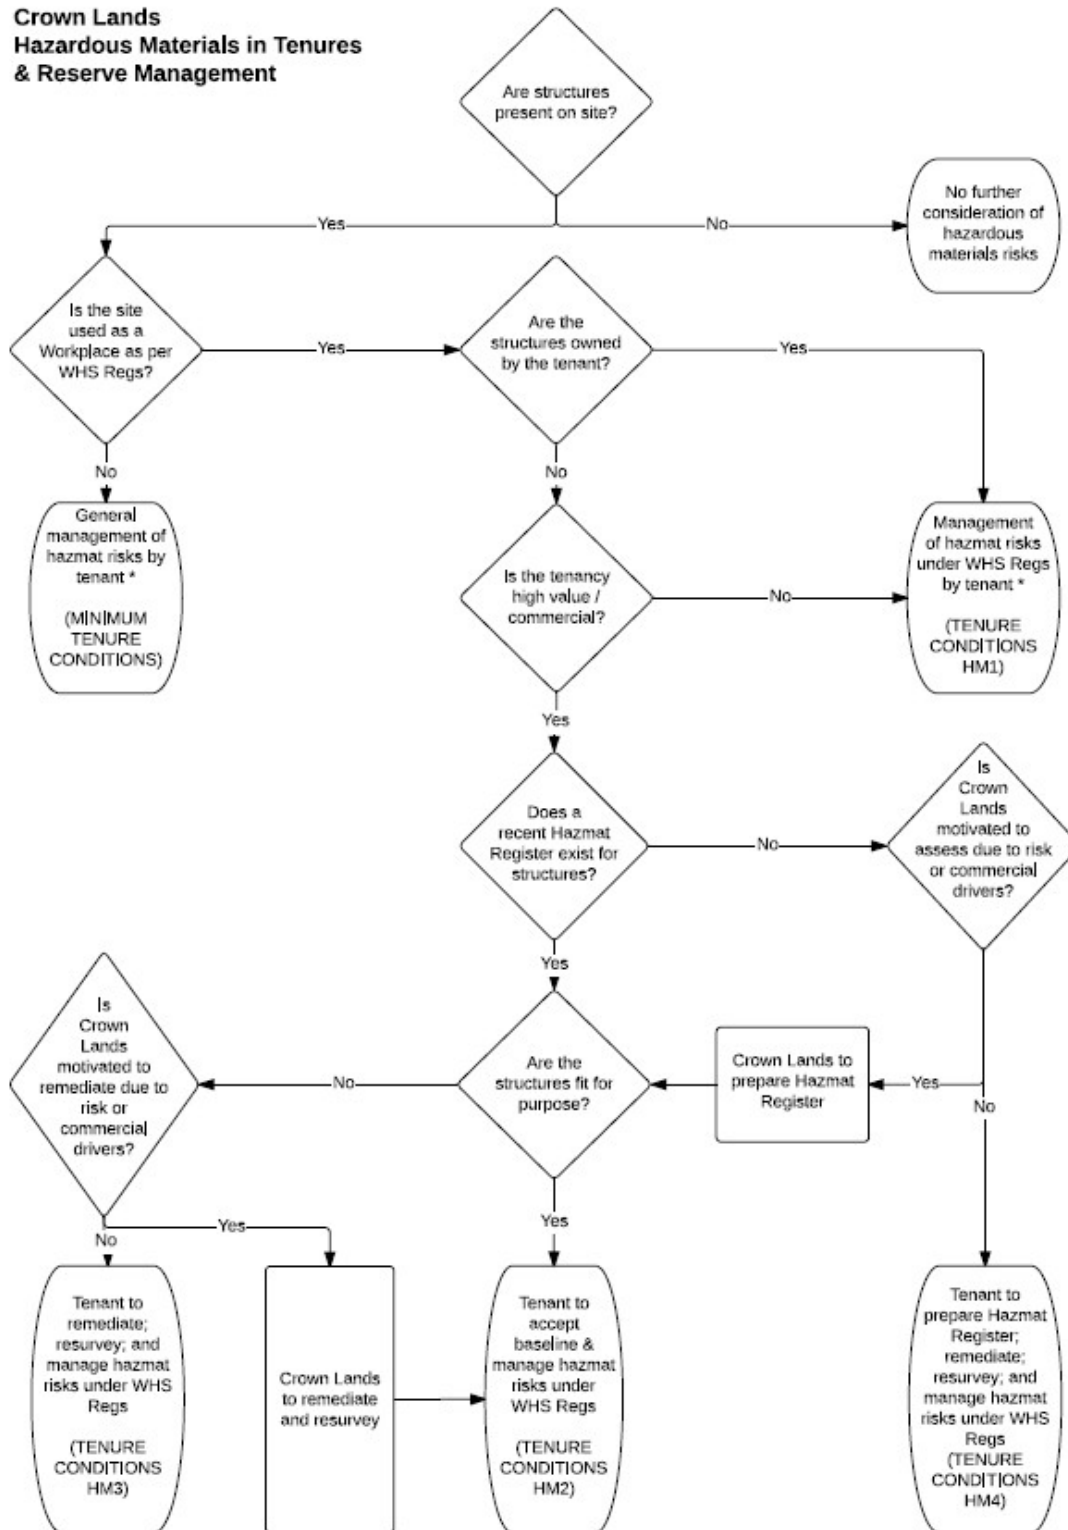 Crown Lands
Hazardous Materials in Tenures
& Reserve Management
Are structures
present on site?
Yes
No
No further
consideration of
hazardous
materials risks
Is the site
used as a
Workplace as per
WHS Regs?
Yes
Are the
structures owned
by the tenant?
Yes
No
No
General
management of
hazmat risks by
tenant *
(MINIMUM
TENURE
CONDITIONS)
Is the tenancy
high value /
commercial?
No
Management
of hazmat risks
under WHS Regs
by tenant *
(TENURE
CONDITIONS
HM1)
Yes
Does a
recent Hazmat
Register exist for
structures?
No
Is
Crown
Lands
motivated to
assess due to risk
or commercial
drivers?
Yes
Is
Crown
Lands
motivated to
remediate due to
risk or
commercial
drivers?
No
Are the
structures fit for
purpose?
Crown Lands to
prepare Hazmat
Register
Yes
No
Yes
No
Yes
Tenant to
remediate;
resurvey; and
manage hazmat
risks under WHS
Regs
(TENURE
CONDITIONS
HM3)
Crown Lands
to remediate
and resurvey
Tenant to
accept
baseline &
manage hazmat
risks under
WHS Regs
(TENURE
CONDITIONS
HM2)
Tenant to
prepare Hazmat
Register;
remediate;
resurvey; and
manage hazmat
risks under WHS
Regs
(TENURE
CONDITIONS
HM4)